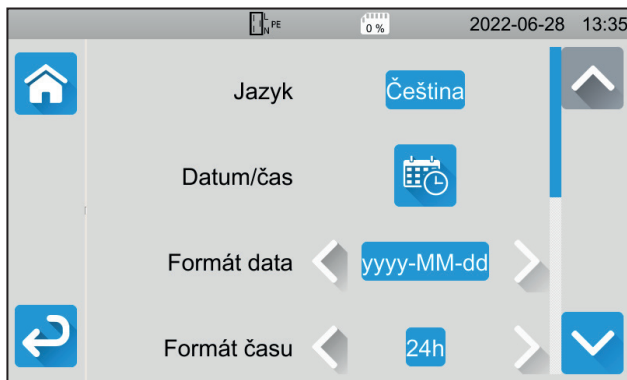 L
N PE 0 % 2022-06-28 13:35
Jazyk Čeština
Datum/čas
Formát data yyyy-MM-dd
Formát času 24h